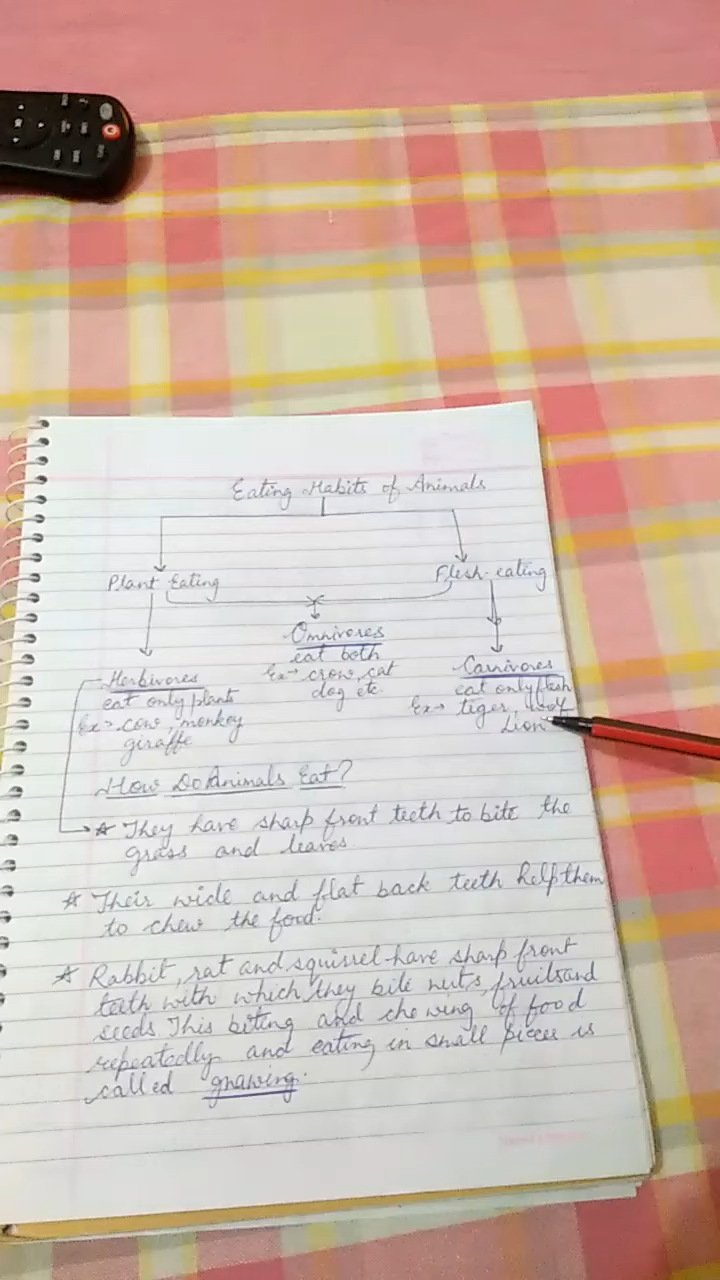 Eating Habits of Animals
Plant Eating
Flesh-eating
Omnivores
eat both
Ex→ crow, cat
dog etc.
Herbivores
eat only plants
Ex→ cow, monkey
giraffe
Carnivores
eat only flesh
Ex→ tiger, wolf
Lion
How Do Animals Eat?
☆ They have sharp front teeth to bite the
grass and leaves
☆ Their wide and flat back teeth help them
to chew the food.
☆ Rabbit, rat and squirrel have sharp front
teeth with which they bite nuts, fruits and
seeds This biting and chewing of food
repeatedly and eating in small pieces is
called gnawing.